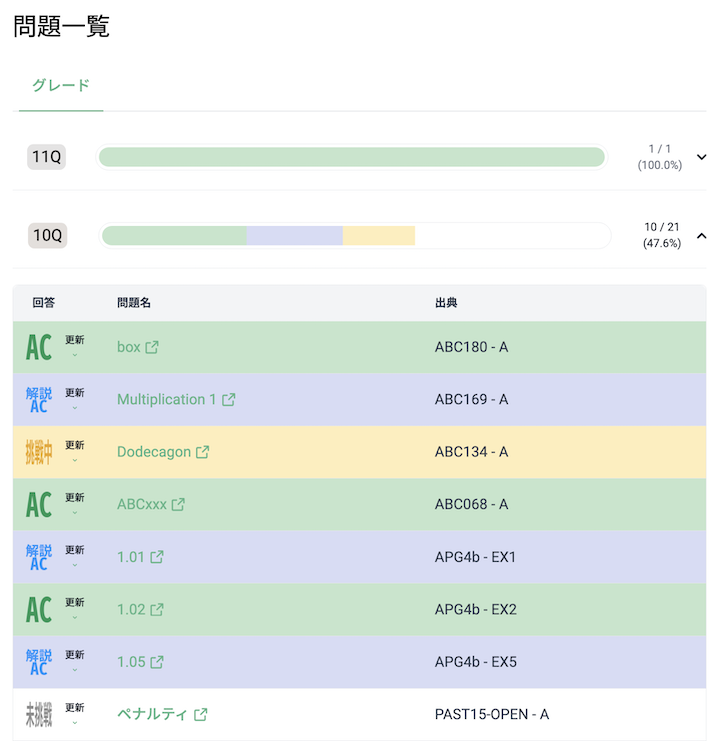 問題一覧
グレード
11Q 1 / 1
(100.0%)
10Q 10 / 21
(47.6%)
回答 問題名 出典
AC 更新 box ABC180 - A
解説AC 更新 Multiplication 1 ABC169 - A
挑戦中 更新 Dodecagon ABC134 - A
AC 更新 ABCxxx ABC068 - A
解説AC 更新 1.01 APG4b - EX1
AC 更新 1.02 APG4b - EX2
解説AC 更新 1.05 APG4b - EX5
未挑戦 更新 ペナルティ PAST15-OPEN - A